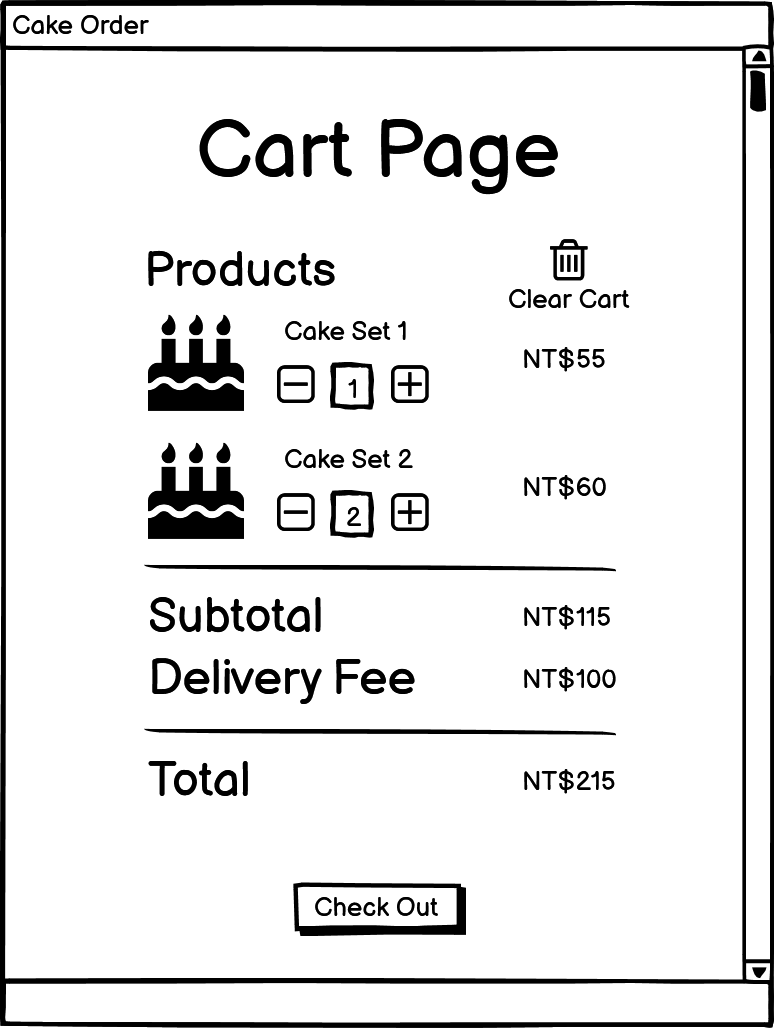 Cake Order
Cart Page
Products
Clear Cart
Cake Set 1
NT$55
1
Cake Set 2
NT$60
2
Subtotal NT$115
Delivery Fee NT$100
Total NT$215
Check Out